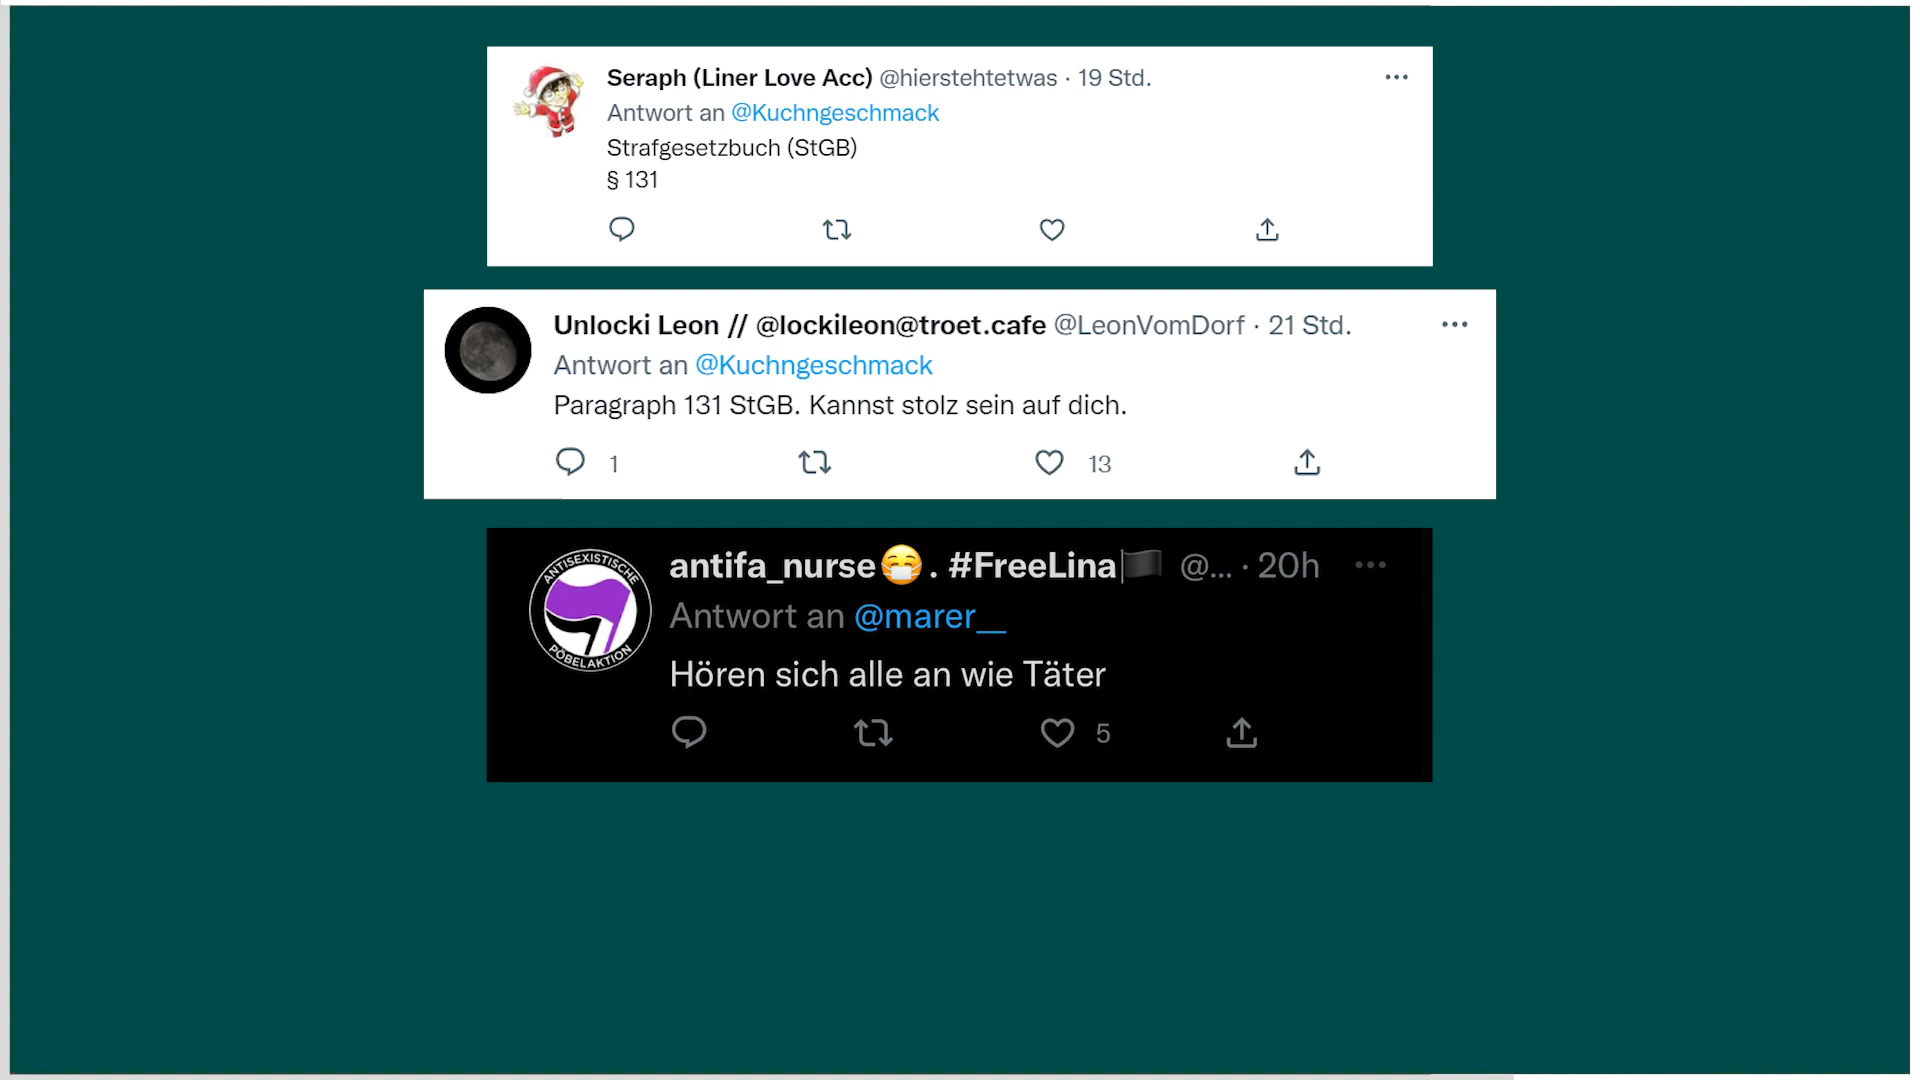 Seraph (Liner Love Acc) @hierstehtetwas · 19 Std.
Antwort an @Kuchngeschmack
Strafgesetzbuch (StGB)
§ 131
Unlocki Leon // @lockileon@troet.cafe @LeonVomDorf · 21 Std.
Antwort an @Kuchngeschmack
Paragraph 131 StGB. Kannst stolz sein auf dich.
1 13
ANTISEXISTISCHE
PÖBELAKTION
antifa_nurse😷. #FreeLina🏴 @... · 20h
Antwort an @marer__
Hören sich alle an wie Täter
5